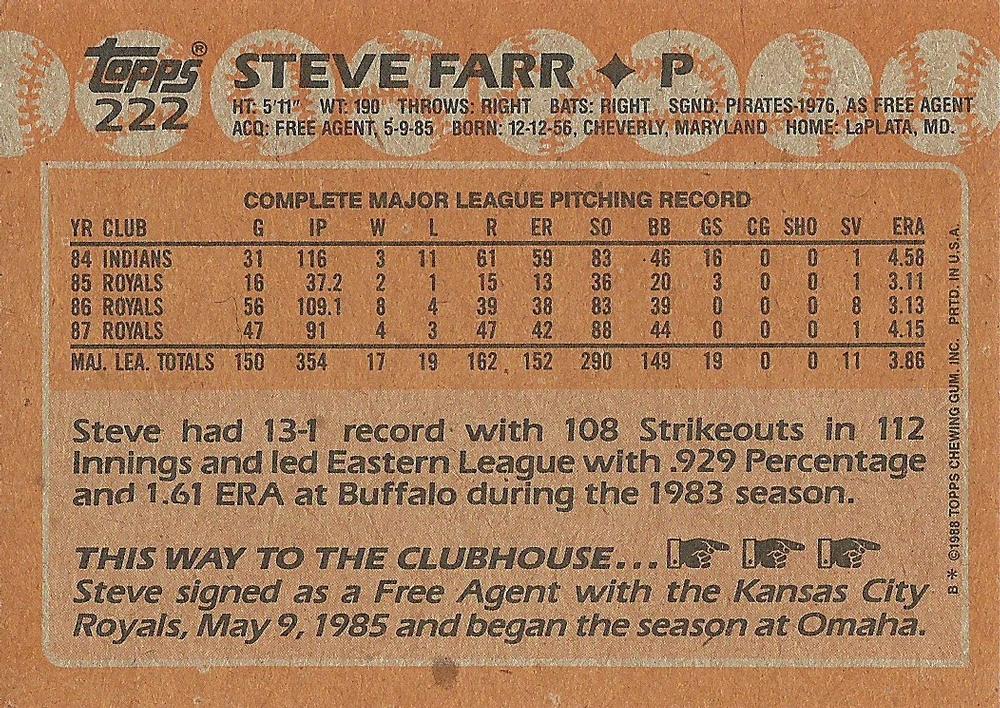 topps®
222
STEVE FARR ✦ P
HT: 5'11" WT: 190 THROWS: RIGHT BATS: RIGHT SGND: PIRATES-1976, AS FREE AGENT
ACQ: FREE AGENT, 5-9-85 BORN: 12-12-56, CHEVERLY, MARYLAND HOME: LaPLATA, MD.
COMPLETE MAJOR LEAGUE PITCHING RECORD
YR CLUB G IP W L R ER SO BB GS CG SHO SV ERA
84 INDIANS 31 116 3 11 61 59 83 46 16 0 0 1 4.58
85 ROYALS 16 37.2 2 1 15 13 36 20 3 0 0 1 3.11
86 ROYALS 56 109.1 8 4 39 38 83 39 0 0 0 8 3.13
87 ROYALS 47 91 4 3 47 42 88 44 0 0 0 1 4.15
MAJ. LEA. TOTALS 150 354 17 19 162 152 290 149 19 0 0 11 3.86
Steve had 13-1 record with 108 Strikeouts in 112
Innings and led Eastern League with .929 Percentage
and 1.61 ERA at Buffalo during the 1983 season.
THIS WAY TO THE CLUBHOUSE...
Steve signed as a Free Agent with the Kansas City
Royals, May 9, 1985 and began the season at Omaha.
B * ©1988 TOPPS CHEWING GUM, INC. PRTD. IN U.S.A.